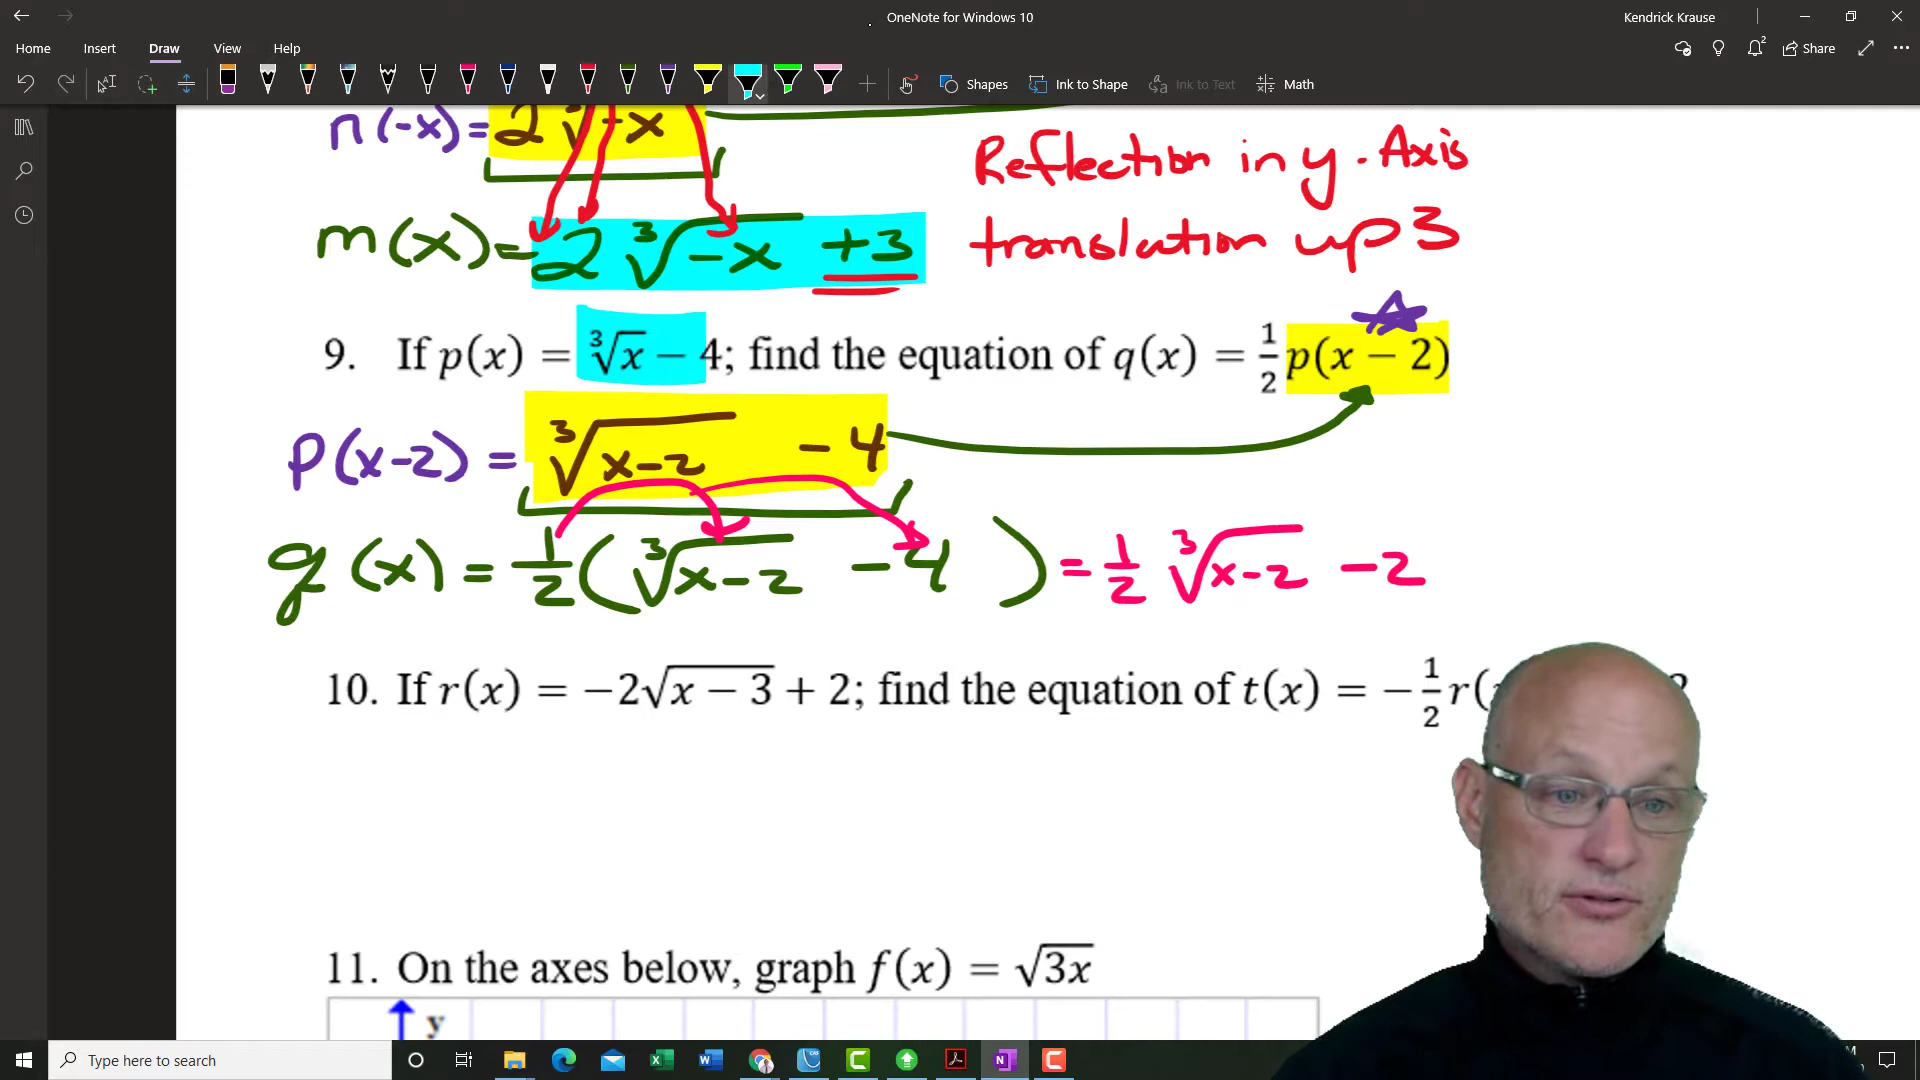 OneNote for Windows 10
Kendrick Krause
Home Insert Draw View Help
Share
Shapes Ink to Shape Ink to Text Math
n(-x)= 2 ∛-x
Reflection in y-Axis
m(x)= 2 ∛-x +3
translation up 3
9. If p(x) = ∛x − 4; find the equation of q(x) = 1/2 p(x − 2)
p(x-2) = ∛x-2 - 4
q(x) = 1/2 ( ∛x-2 - 4 ) = 1/2 ∛x-2 - 2
10. If r(x) = −2√x − 3 + 2; find the equation of t(x) = − 1/2 r(
11. On the axes below, graph f(x) = √3x
y
Type here to search